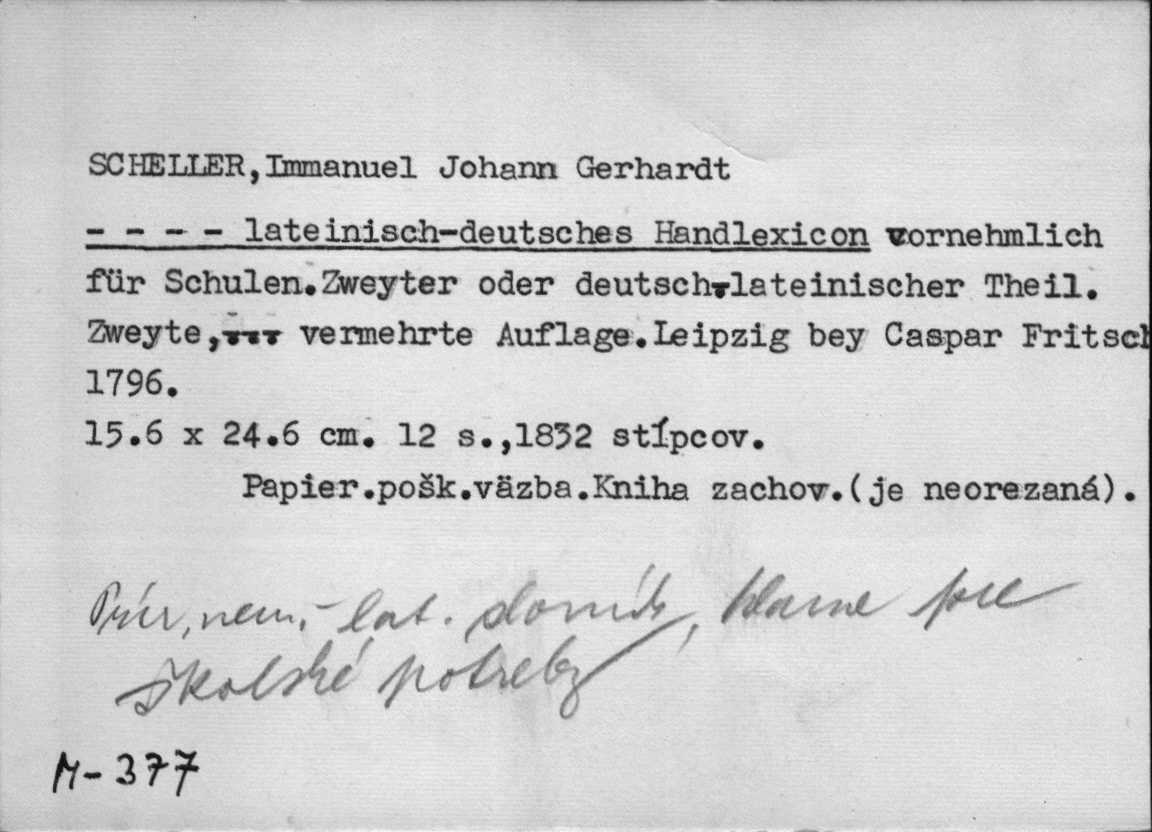 SCHELLER,Immanuel Johann Gerhardt
- - - - lateinisch-deutsches Handlexicon vornehmlich
für Schulen.Zweyter oder deutsch-lateinischer Theil.
Zweyte,... vermehrte Auflage.Leipzig bey Caspar Fritsch
1796.
15.6 x 24.6 cm. 12 s.,1832 stĺpcov.
Papier.pošk.väzba.Kniha zachov.(je neorezaná).
Prír. nem.- lat. slovník, hlavne pre
školské potreby
M-377